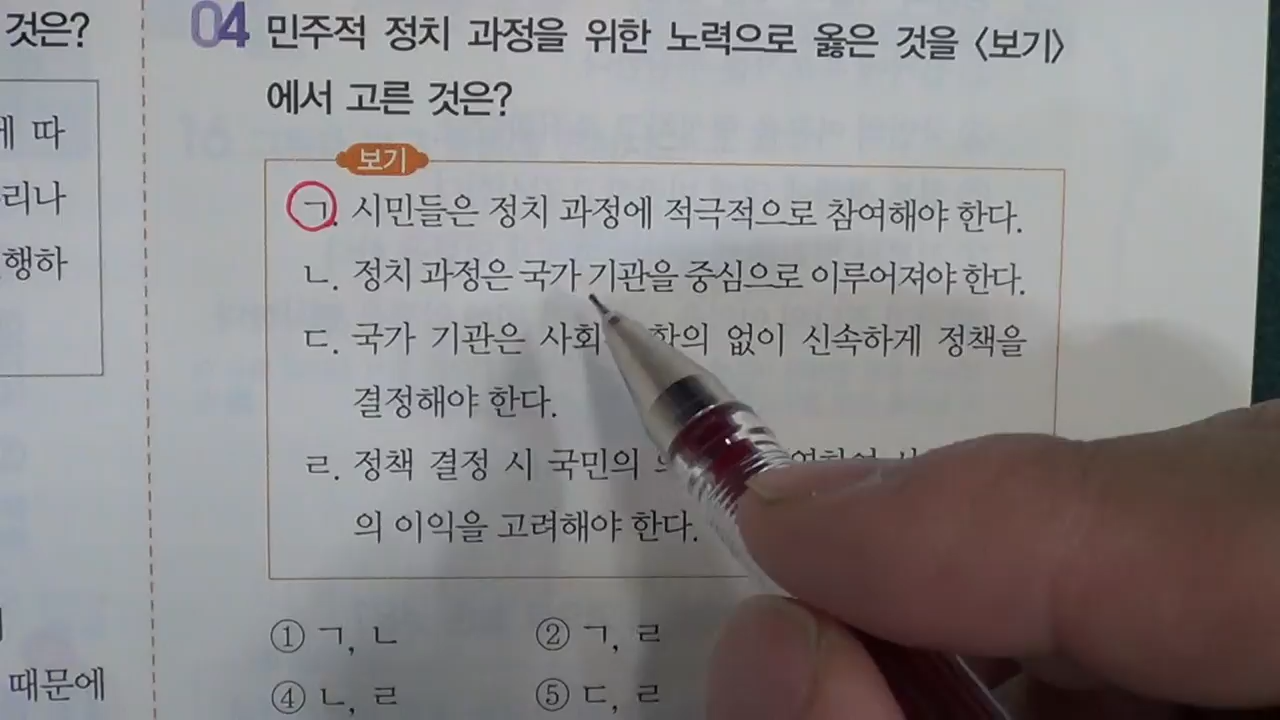 것은?
에 따
리나
행하
때문에
04 민주적 정치 과정을 위한 노력으로 옳은 것을 〈보기〉
에서 고른 것은?
보기
ㄱ. 시민들은 정치 과정에 적극적으로 참여해야 한다.
ㄴ. 정치 과정은 국가 기관을 중심으로 이루어져야 한다.
ㄷ. 국가 기관은 사회 없이 신속하게 정책을
결정해야 한다.
ㄹ. 정책 결정 시 국민의
의 이익을 고려해야 한다.
① ㄱ, ㄴ ② ㄱ, ㄹ
④ ㄴ, ㄹ ⑤ ㄷ, ㄹ